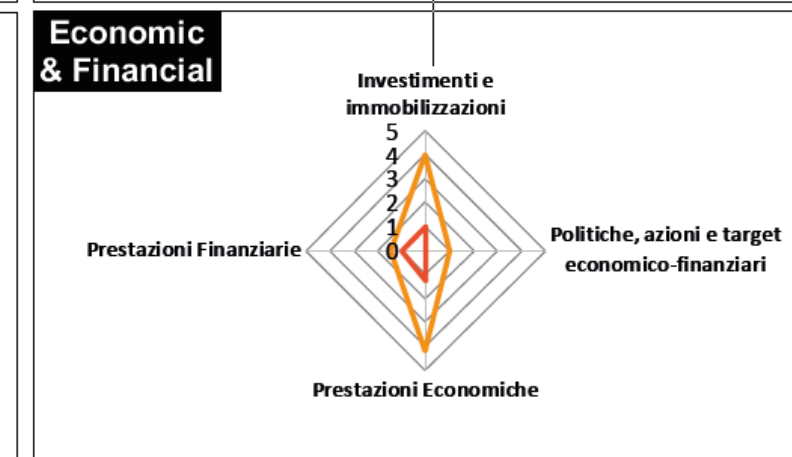 Economic
& Financial
Investimenti e
immobilizzazioni
5
4
3
2
1
0
Prestazioni Finanziarie
Politiche, azioni e target
economico-finanziari
Prestazioni Economiche